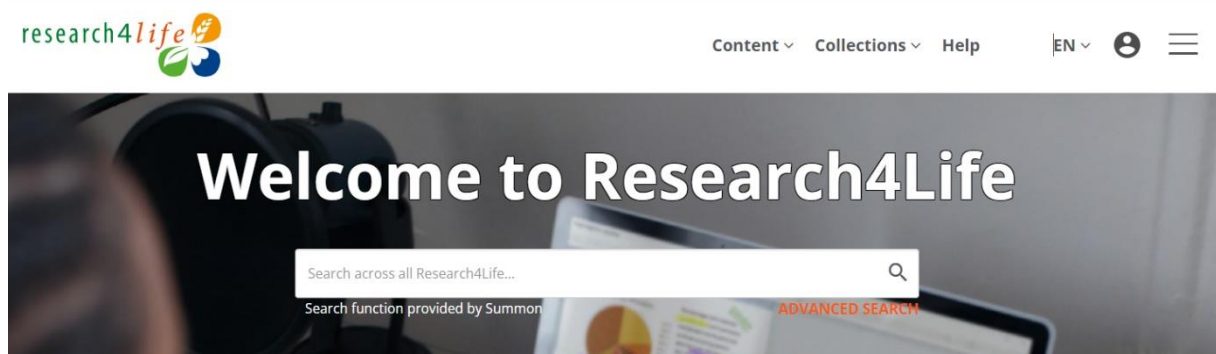 research4life
Content Collections Help EN
Welcome to Research4Life
Search across all Research4Life...
Search function provided by Summon
ADVANCED SEARCH